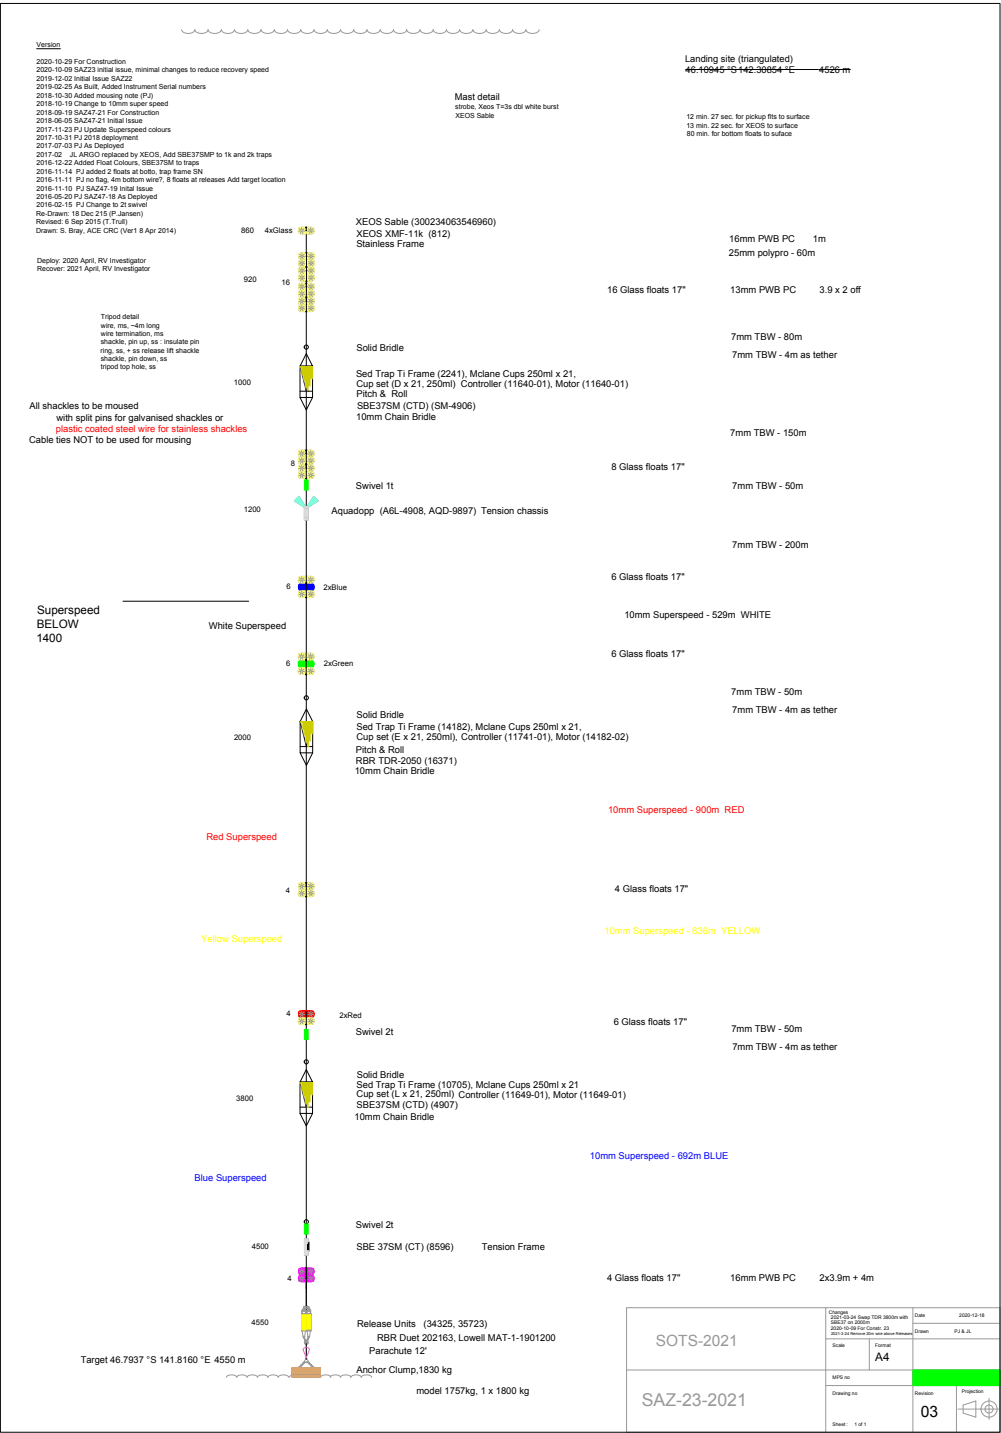 Version
2020-10-29 For Construction
2020-10-09 SAZ23 initial issue, minimal changes to reduce recovery speed
2019-12-02 Initial Issue SAZ22
2019-02-25 As Built, Added Instrument Serial numbers
2018-10-30 Added mousing note (PJ)
2018-10-19 Change to 10mm super speed
2018-09-19 SAZ47-21 For Construction
2018-06-05 SAZ47-21 Initial Issue
2017-11-23 PJ Update Superspeed colours
2017-10-31 PJ 2018 deployment
2017-07-03 PJ As Deployed
2017-02 JL ARGO replaced by XEOS, Add SBE37SMP to 1k and 2k traps
2016-12-22 Added Float Colours, SBE37SM to traps
2016-11-14 PJ added 2 floats at botto, trap frame SN
2016-11-11 PJ no flag, 4m bottom wire?, 8 floats at releases Add target location
2016-11-10 PJ SAZ47-19 Inital Issue
2016-05-20 PJ SAZ47-18 As Deployed
2016-02-15 PJ Change to 2t swivel
Re-Drawn: 18 Dec 215 (P.Jansen)
Revised: 6 Sep 2015 (T.Trull)
Drawn: S. Bray, ACE CRC (Ver1 8 Apr 2014)
Deploy: 2020 April, RV Investigator
Recover: 2021 April, RV Investigator
Landing site (triangulated)
46.10945 °S 142.30854 °E 4526 m
Mast detail
strobe, Xeos T=3s dbl white burst
XEOS Sable
12 min. 27 sec. for pickup flts to surface
13 min. 22 sec. for XEOS to surface
80 min. for bottom floats to suface
860 4xGlass
XEOS Sable (300234063546960)
XEOS XMF-11k (812)
Stainless Frame
16mm PWB PC 1m
25mm polypro - 60m
920 16
16 Glass floats 17" 13mm PWB PC 3.9 x 2 off
Tripod detail
wire, ms, ~4m long
wire termination, ms
shackle, pin up, ss : insulate pin
ring, ss, + ss release lift shackle
shackle, pin down, ss
tripod top hole, ss
7mm TBW - 80m
Solid Bridle
7mm TBW - 4m as tether
1000
Sed Trap Ti Frame (2241), Mclane Cups 250ml x 21,
Cup set (D x 21, 250ml) Controller (11640-01), Motor (11640-01)
Pitch & Roll
SBE37SM (CTD) (SM-4906)
10mm Chain Bridle
All shackles to be moused
with split pins for galvanised shackles or
plastic coated steel wire for stainless shackles
Cable ties NOT to be used for mousing
7mm TBW - 150m
8
8 Glass floats 17"
Swivel 1t
7mm TBW - 50m
1200
Aquadopp (A6L-4908, AQD-9897) Tension chassis
7mm TBW - 200m
6 Glass floats 17"
6 2xBlue
Superspeed
BELOW
1400
10mm Superspeed - 529m WHITE
White Superspeed
6 Glass floats 17"
6 2xGreen
7mm TBW - 50m
7mm TBW - 4m as tether
2000
Solid Bridle
Sed Trap Ti Frame (14182), Mclane Cups 250ml x 21,
Cup set (E x 21, 250ml), Controller (11741-01), Motor (14182-02)
Pitch & Roll
RBR TDR-2050 (16371)
10mm Chain Bridle
10mm Superspeed - 900m RED
Red Superspeed
4
4 Glass floats 17"
Yellow Superspeed
10mm Superspeed - 838m YELLOW
4 2xRed
6 Glass floats 17"
Swivel 2t
7mm TBW - 50m
7mm TBW - 4m as tether
3800
Solid Bridle
Sed Trap Ti Frame (10705), Mclane Cups 250ml x 21
Cup set (L x 21, 250ml) Controller (11649-01), Motor (11649-01)
SBE37SM (CTD) (4907)
10mm Chain Bridle
10mm Superspeed - 692m BLUE
Blue Superspeed
Swivel 2t
4500
SBE 37SM (CT) (8596) Tension Frame
4
4 Glass floats 17" 16mm PWB PC 2x3.9m + 4m
4550
Release Units (34325, 35723)
RBR Duet 202163, Lowell MAT-1-1901200
Parachute 12'
Target 46.7937 °S 141.8160 °E 4550 m
Anchor Clump,1830 kg
model 1757kg, 1 x 1800 kg
SOTS-2021
SAZ-23-2021
Changes
2021-03-24 Swap TDR 3800m with
SBE37 on 2000m
2020-10-09 For Constr. 23
2021-3-24 Remove 20m wire above Releases
Date 2020-12-18
Drawn PJ & JL
Scale
Format
A4
MPS no
Drawing no
Revision
03
Projection
Sheet: 1 of 1